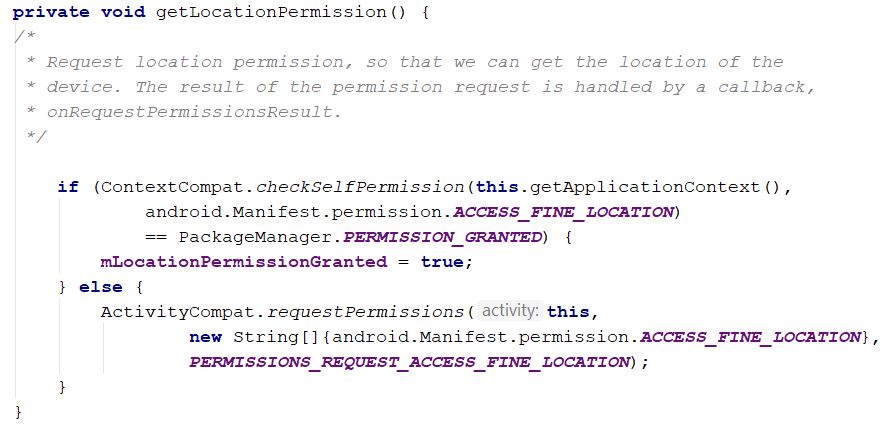 private void getLocationPermission() {
/*
 * Request location permission, so that we can get the location of the
 * device. The result of the permission request is handled by a callback,
 * onRequestPermissionsResult.
 */
    if (ContextCompat.checkSelfPermission(this.getApplicationContext(),
            android.Manifest.permission.ACCESS_FINE_LOCATION)
            == PackageManager.PERMISSION_GRANTED) {
        mLocationPermissionGranted = true;
    } else {
        ActivityCompat.requestPermissions( activity: this,
                new String[]{android.Manifest.permission.ACCESS_FINE_LOCATION},
                PERMISSIONS_REQUEST_ACCESS_FINE_LOCATION);
    }
}